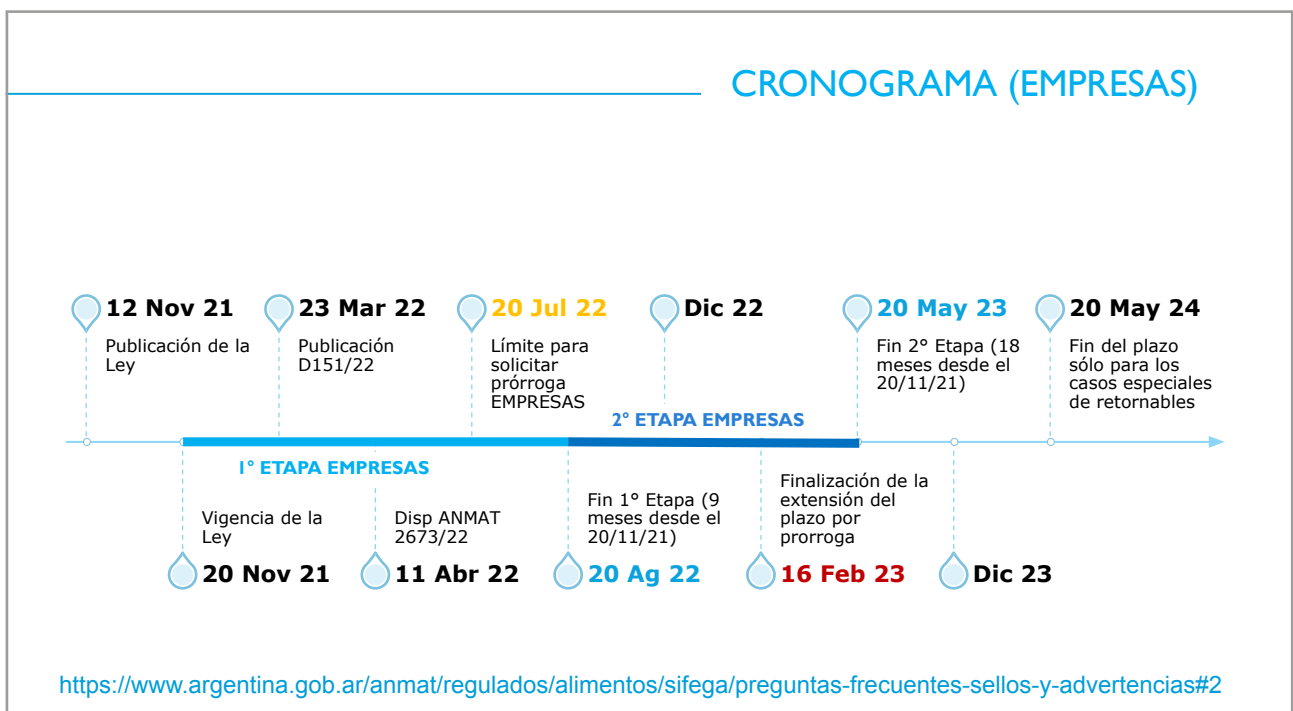 CRONOGRAMA (EMPRESAS)
12 Nov 21
Publicación de la
Ley
23 Mar 22
Publicación
D151/22
20 Jul 22
Límite para
solicitar
prórroga
EMPRESAS
Dic 22
20 May 23
Fin 2° Etapa (18
meses desde el
20/11/21)
20 May 24
Fin del plazo
sólo para los
casos especiales
de retornables
2° ETAPA EMPRESAS
1° ETAPA EMPRESAS
Vigencia de la
Ley
20 Nov 21
Disp ANMAT
2673/22
11 Abr 22
Fin 1° Etapa (9
meses desde el
20/11/21)
20 Ag 22
Finalización de la
extensión del
plazo por
prorroga
16 Feb 23
Dic 23
https://www.argentina.gob.ar/anmat/regulados/alimentos/sifega/preguntas-frecuentes-sellos-y-advertencias#2